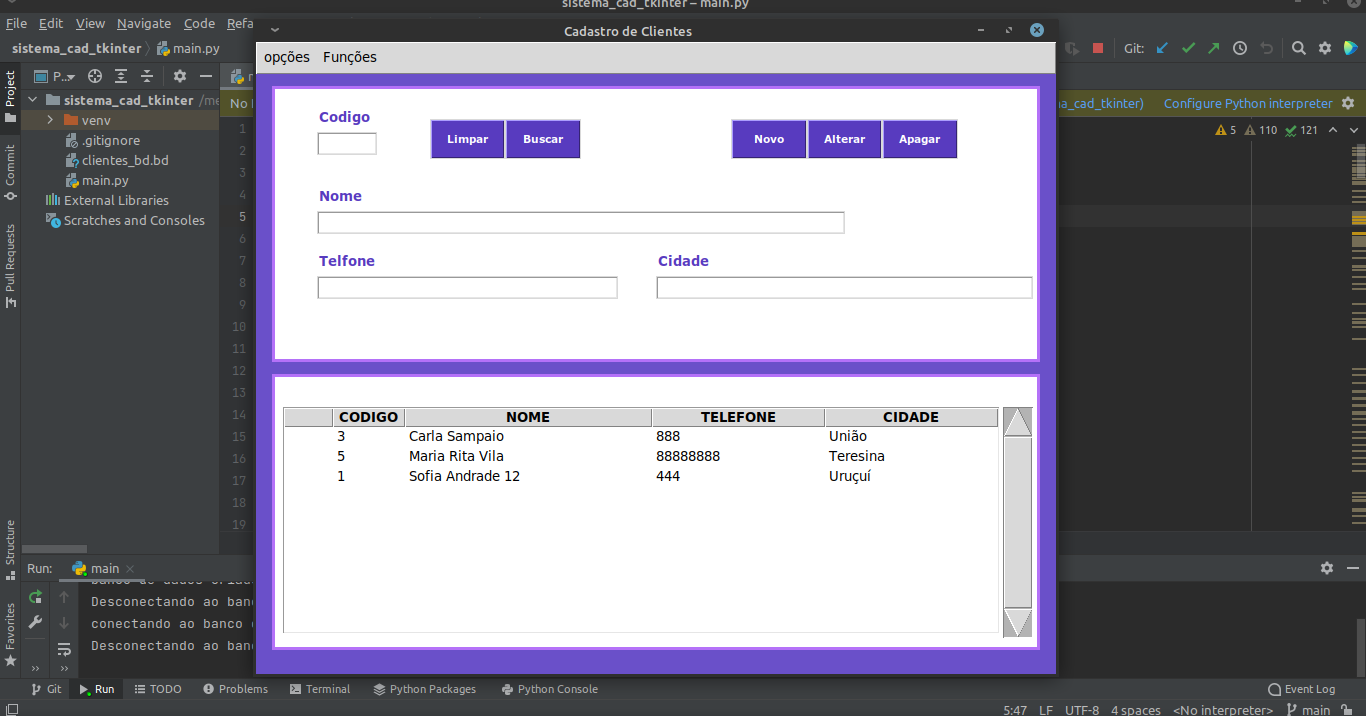 sistema_cad_tkinter – main.py
File Edit View Navigate Code Refa
Cadastro de Clientes
sistema_cad_tkinter main.py
Git:
opções Funções
P...
No
a_cad_tkinter) Configure Python interpreter
5 110 121
Project
Commit
Pull Requests
Structure
Favorites
sistema_cad_tkinter /me
venv
.gitignore
clientes_bd.bd
main.py
External Libraries
Scratches and Consoles
1
2
3
4
5
6
7
8
9
10
11
12
13
14
15
16
17
18
19
Codigo
Limpar Buscar Novo Alterar Apagar
Nome
Telfone Cidade
CODIGO NOME TELEFONE CIDADE
3 Carla Sampaio 888 União
5 Maria Rita Vila 88888888 Teresina
1 Sofia Andrade 12 444 Uruçuí
Run: main
Desconectando ao banc
conectando ao banco
Desconectando ao banc
Git Run TODO Problems Terminal Python Packages Python Console Event Log
5:47 LF UTF-8 4 spaces <No interpreter> main